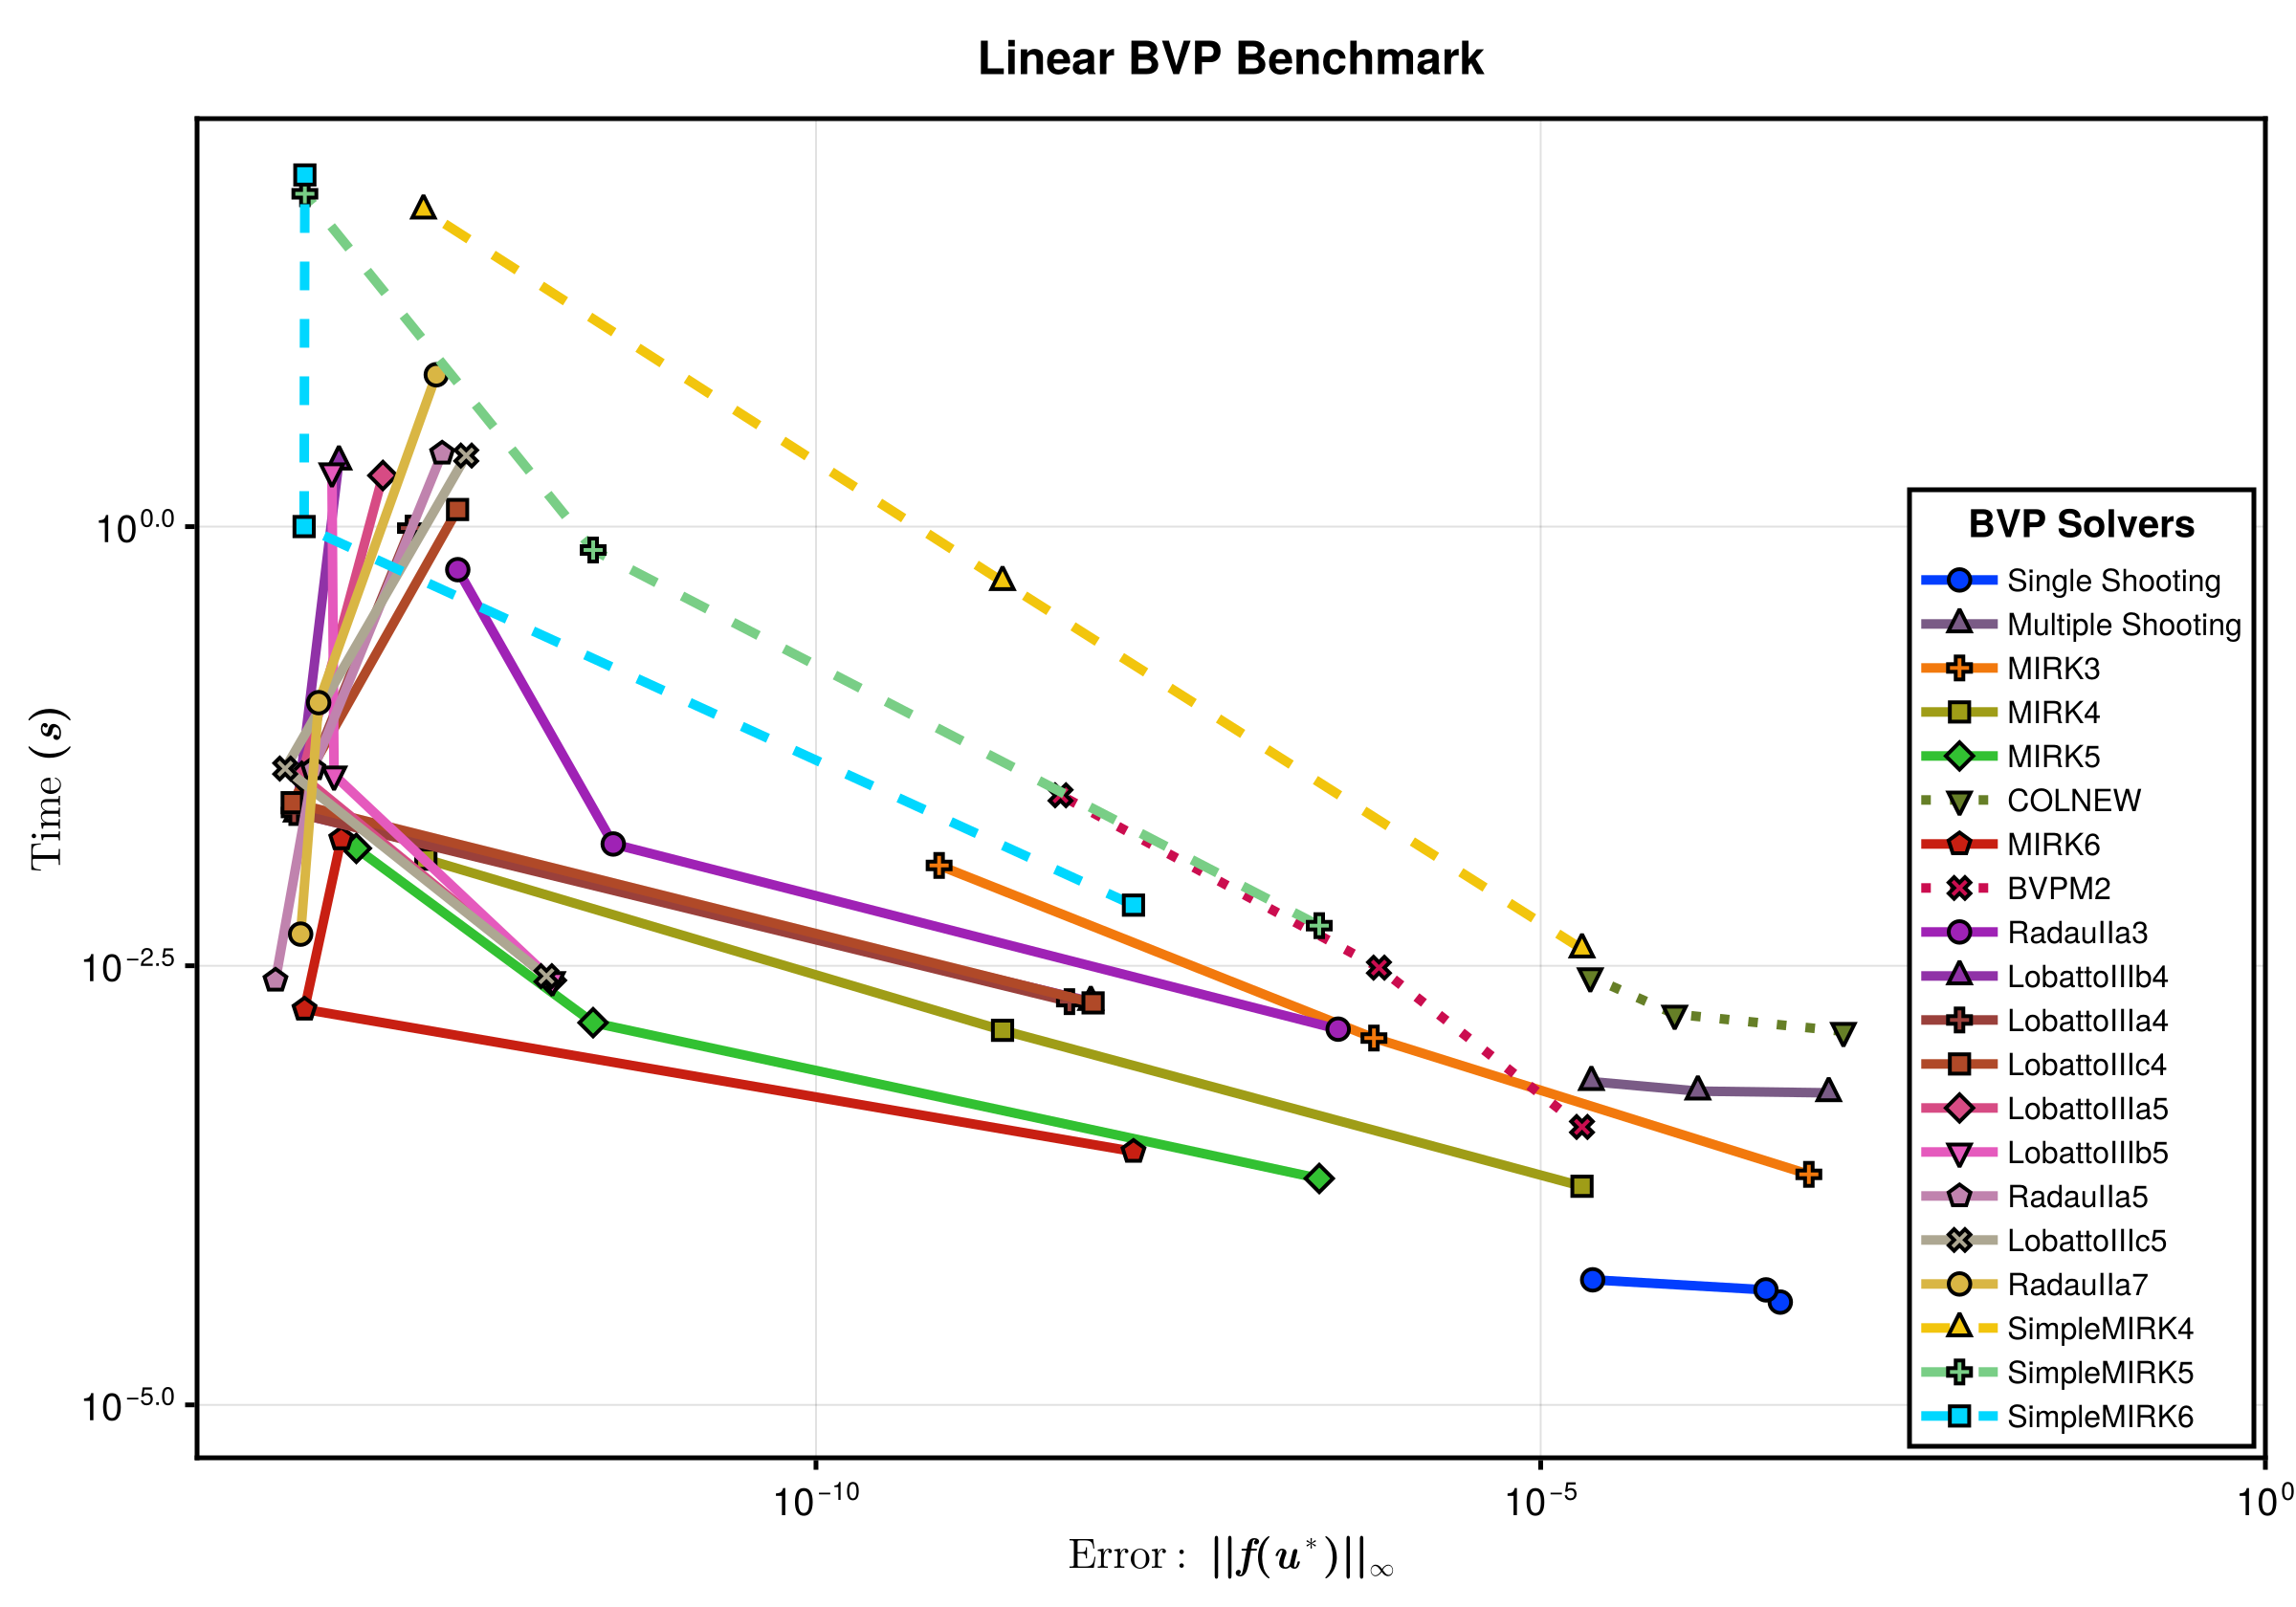 Linear BVP Benchmark
Time (s)
10^0.0
10^−2.5
10^−5.0
BVP Solvers
Single Shooting
Multiple Shooting
MIRK3
MIRK4
MIRK5
COLNEW
MIRK6
BVPM2
RadauIIa3
LobattoIIIb4
LobattoIIIa4
LobattoIIIc4
LobattoIIIa5
LobattoIIIb5
RadauIIa5
LobattoIIIc5
RadauIIa7
SimpleMIRK4
SimpleMIRK5
SimpleMIRK6
10^−10 10^−5 10^0
Error: ||f(u*)||∞